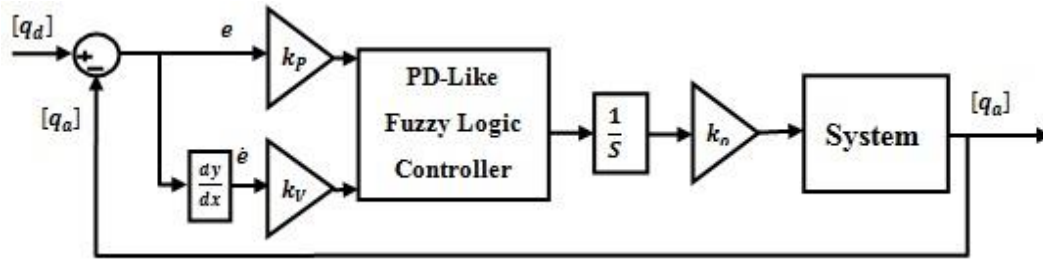 [q_d]
e
k_P
PD-Like
Fuzzy Logic
Controller
1/S
k_o
System
[q_a]
[q_a]
dy/dx
ė
k_V
+
−